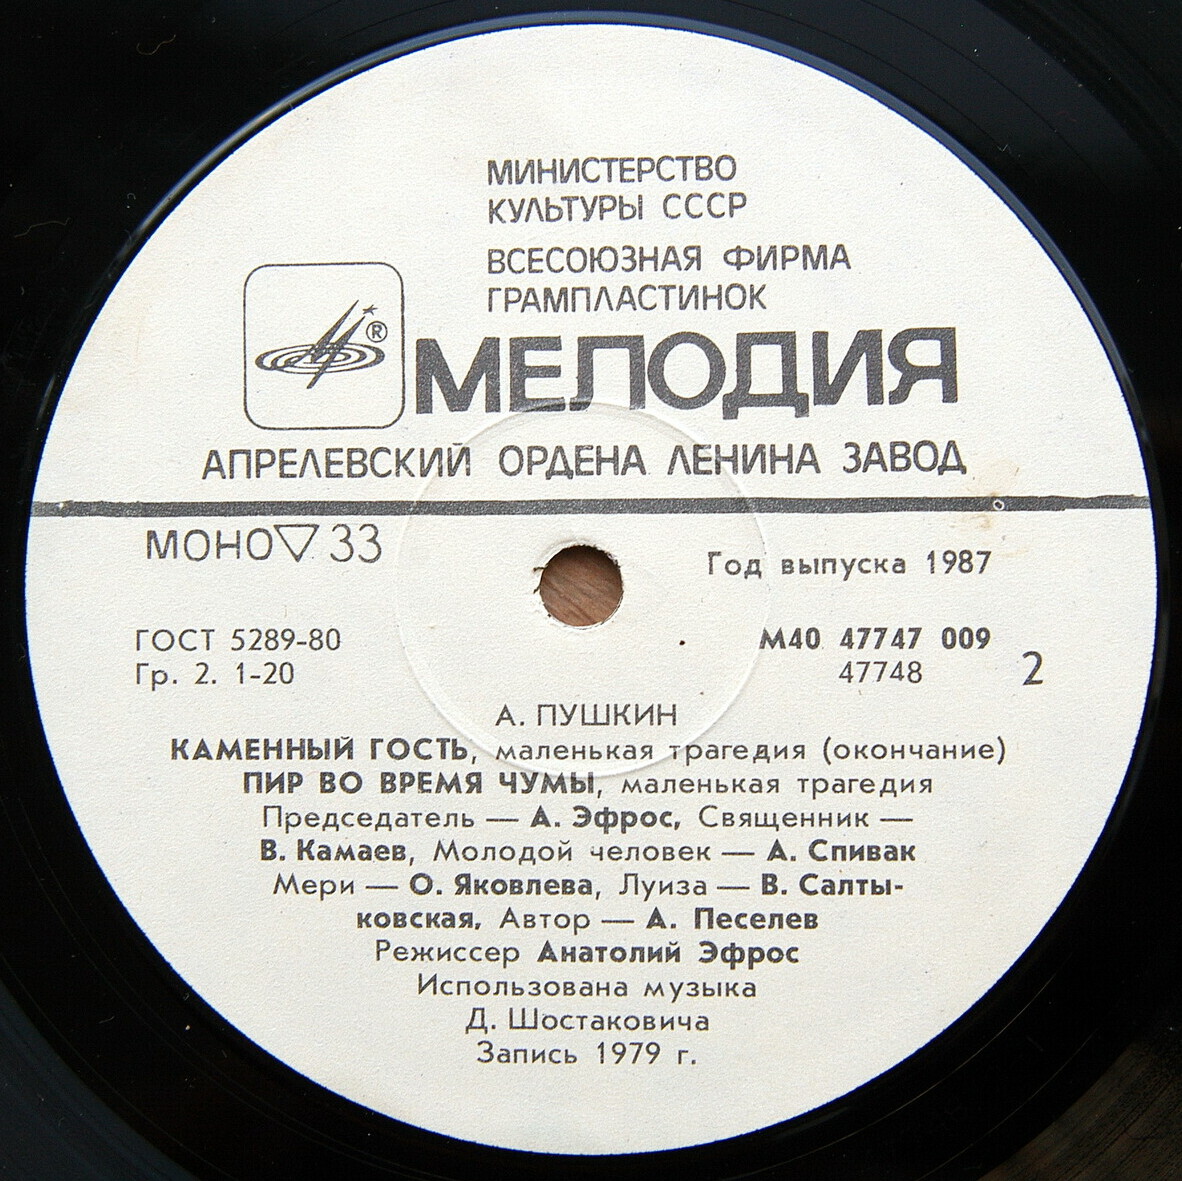 МИНИСТЕРСТВО
КУЛЬТУРЫ СССР
ВСЕСОЮЗНАЯ ФИРМА
ГРАМПЛАСТИНОК
®
МЕЛОДИЯ
АПРЕЛЕВСКИЙ ОРДЕНА ЛЕНИНА ЗАВОД
МОНО▽33
Год выпуска 1987
ГОСТ 5289-80
Гр. 2. 1-20
М40 47747 009
47748
2
А. ПУШКИН
КАМЕННЫЙ ГОСТЬ, маленькая трагедия (окончание)
ПИР ВО ВРЕМЯ ЧУМЫ, маленькая трагедия
Председатель — А. Эфрос, Священник —
В. Камаев, Молодой человек — А. Спивак
Мери — О. Яковлева, Луиза — В. Салты-
ковская, Автор — А. Песелев
Режиссер Анатолий Эфрос
Использована музыка
Д. Шостаковича
Запись 1979 г.